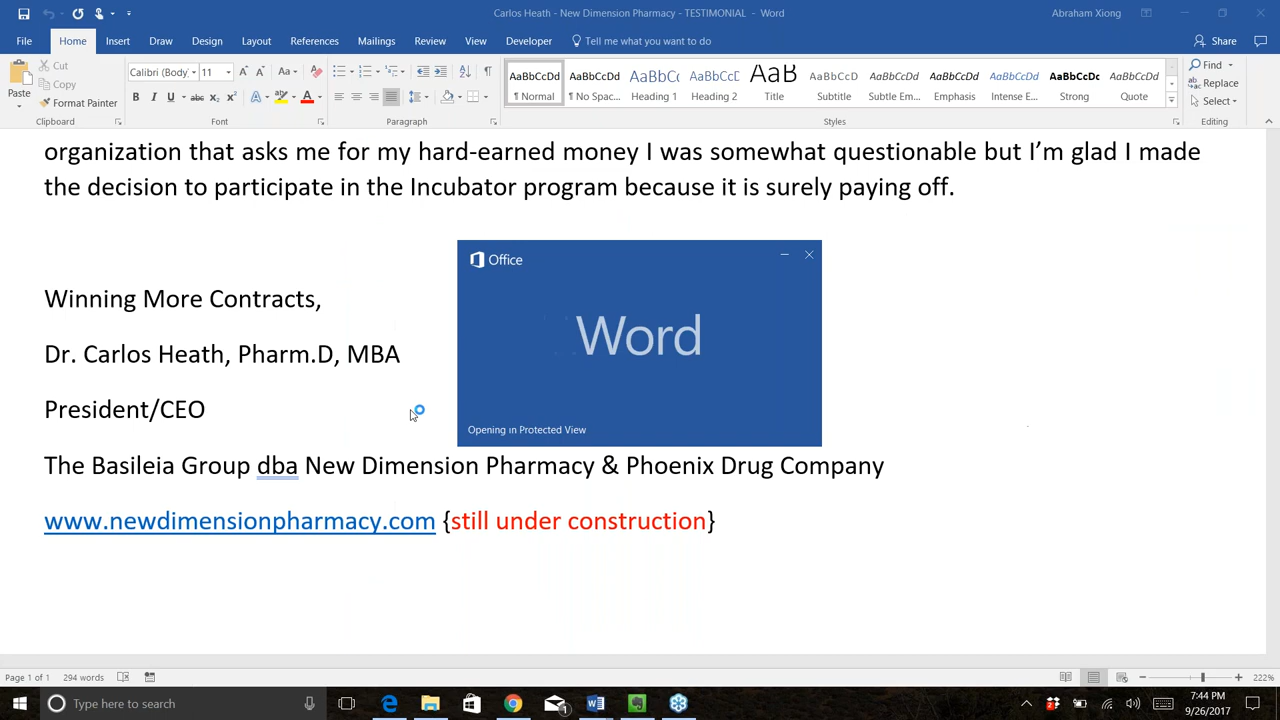 Carlos Heath - New Dimension Pharmacy - TESTIMONIAL - Word
Abraham Xiong
File Home Insert Draw Design Layout References Mailings Review View Developer Tell me what you want to do Share
Paste Cut Copy Format Painter
Calibri (Body) 11
AaBbCcDd AaBbCcDd AaBbCc AaBbCcC AaB AaBbCcD AaBbCcDd AaBbCcDd AaBbCcDd AaBbCcDc AaBbCcDd
¶ Normal ¶ No Spac... Heading 1 Heading 2 Title Subtitle Subtle Em... Emphasis Intense E... Strong Quote
Find
Replace
Select
Clipboard Font Paragraph Styles Editing
organization that asks me for my hard-earned money I was somewhat questionable but I’m glad I made
the decision to participate in the Incubator program because it is surely paying off.
Office
Word
Opening in Protected View
Winning More Contracts,
Dr. Carlos Heath, Pharm.D, MBA
President/CEO
The Basileia Group dba New Dimension Pharmacy & Phoenix Drug Company
www.newdimensionpharmacy.com {still under construction}
Page 1 of 1 294 words 222%
Type here to search
1
7:44 PM
9/26/2017